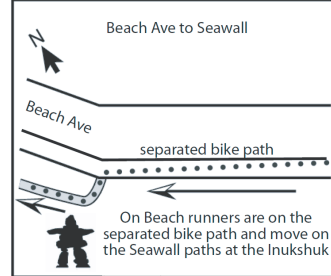 Beach Ave to Seawall
N
Beach Ave
separated bike path
On Beach runners are on the
separated bike path and move on
the Seawall paths at the Inukshuk